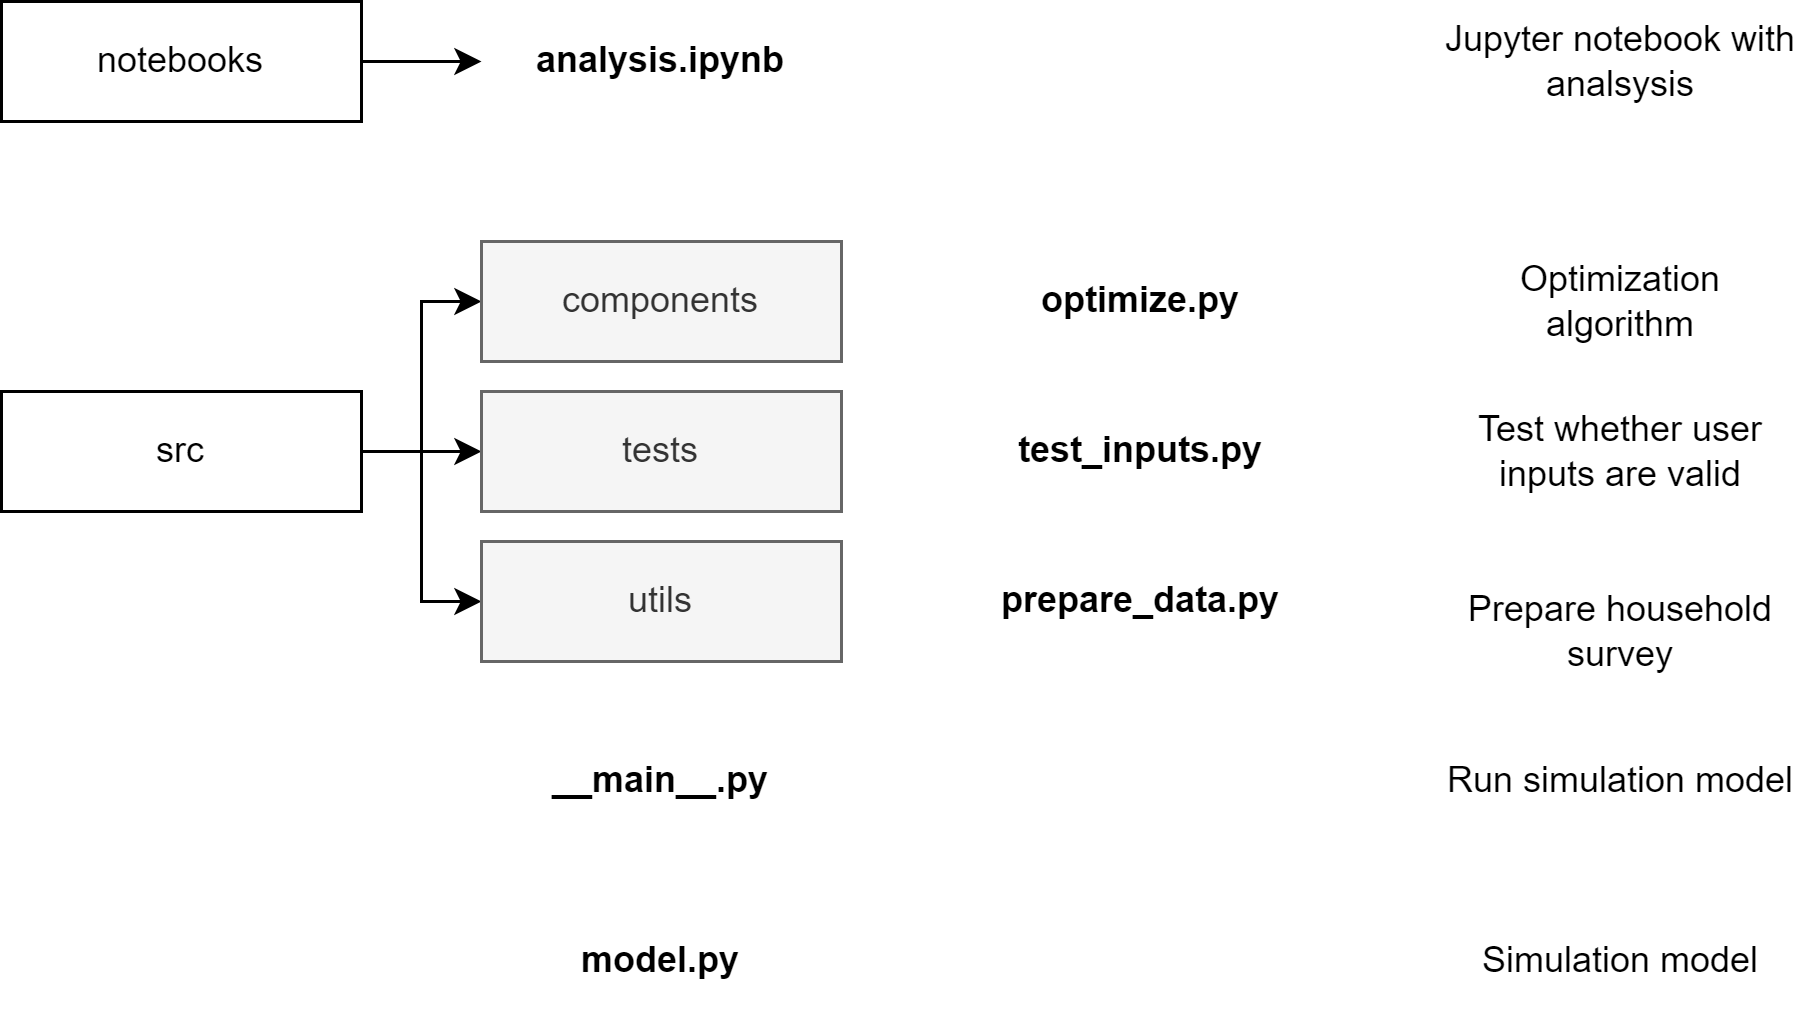 notebooks
analysis.ipynb
Jupyter notebook with
analsysis
components
optimize.py
Optimization
algorithm
src
tests
test_inputs.py
Test whether user
inputs are valid
utils
prepare_data.py
Prepare household
survey
__main__.py
Run simulation model
model.py
Simulation model